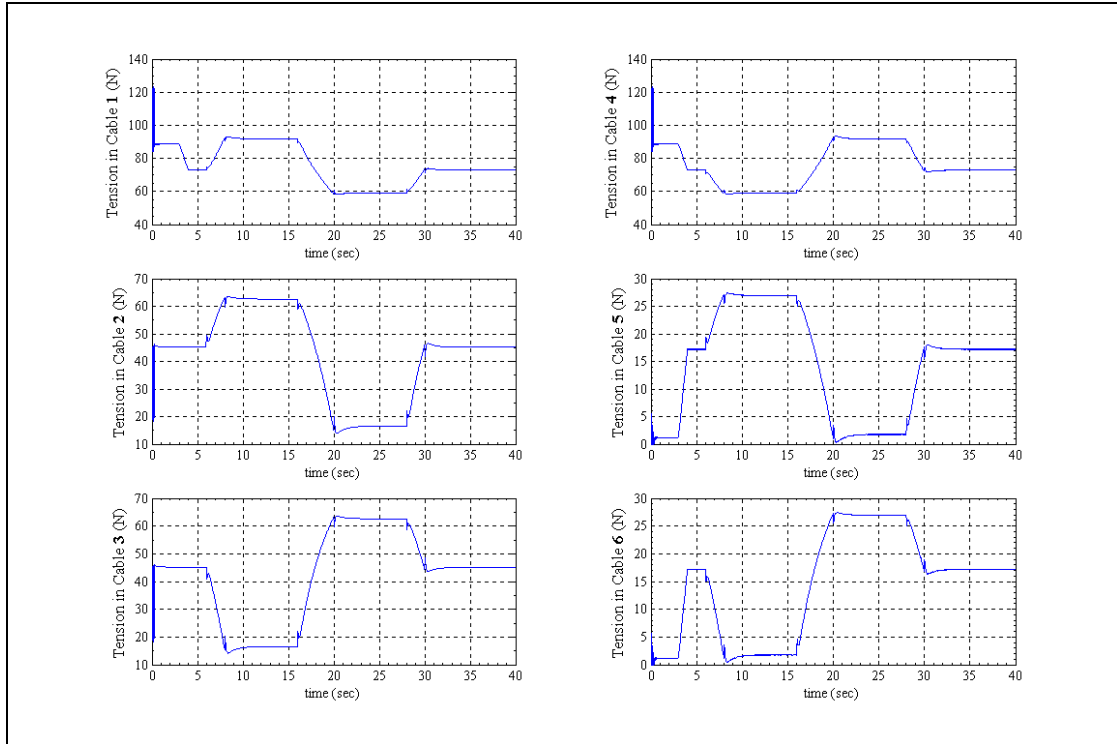 Tension in Cable 1 (N)
140
120
100
80
60
40
0 5 10 15 20 25 30 35 40
time (sec)
Tension in Cable 4 (N)
140
120
100
80
60
40
0 5 10 15 20 25 30 35 40
time (sec)
Tension in Cable 2 (N)
70
60
50
40
30
20
10
0 5 10 15 20 25 30 35 40
time (sec)
Tension in Cable 5 (N)
30
25
20
15
10
5
0
0 5 10 15 20 25 30 35 40
time (sec)
Tension in Cable 3 (N)
70
60
50
40
30
20
10
0 5 10 15 20 25 30 35 40
time (sec)
Tension in Cable 6 (N)
30
25
20
15
10
5
0
0 5 10 15 20 25 30 35 40
time (sec)